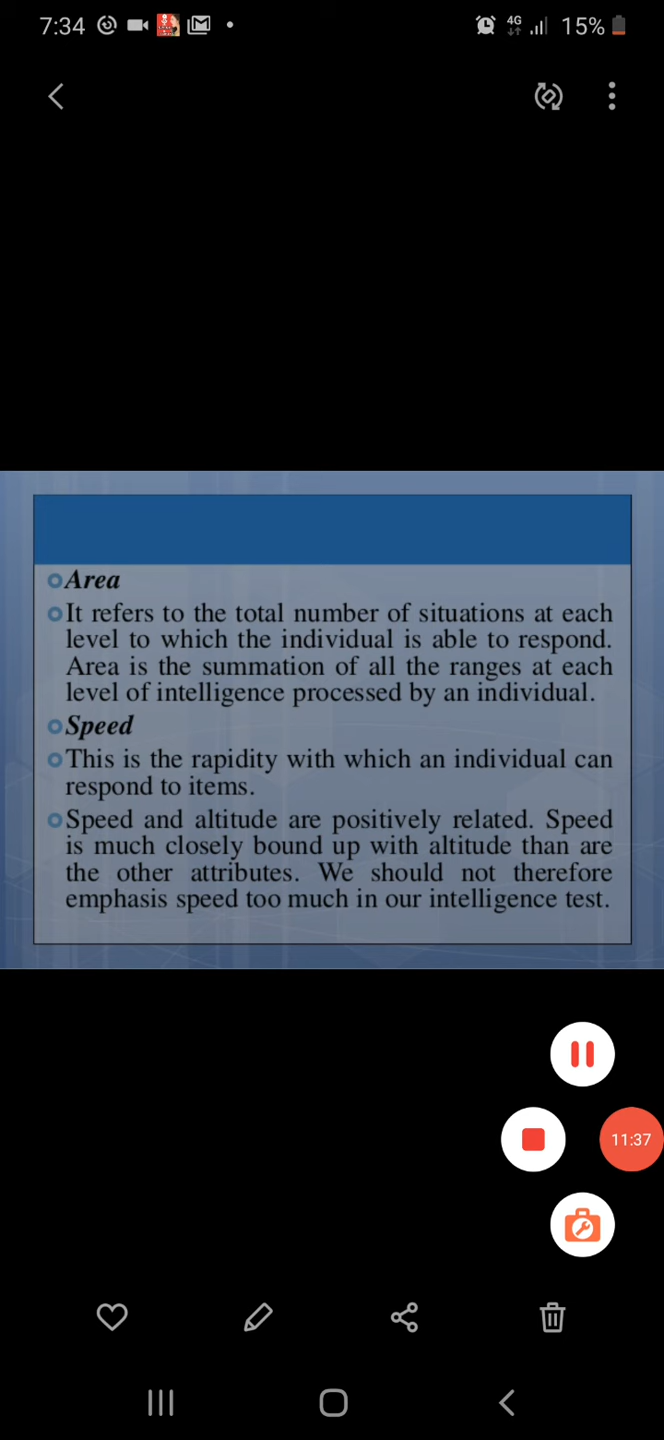 7:34
4G
15%
Area
It refers to the total number of situations at each
level to which the individual is able to respond.
Area is the summation of all the ranges at each
level of intelligence processed by an individual.
Speed
This is the rapidity with which an individual can
respond to items.
Speed and altitude are positively related. Speed
is much closely bound up with altitude than are
the other attributes. We should not therefore
emphasis speed too much in our intelligence test.
11:37